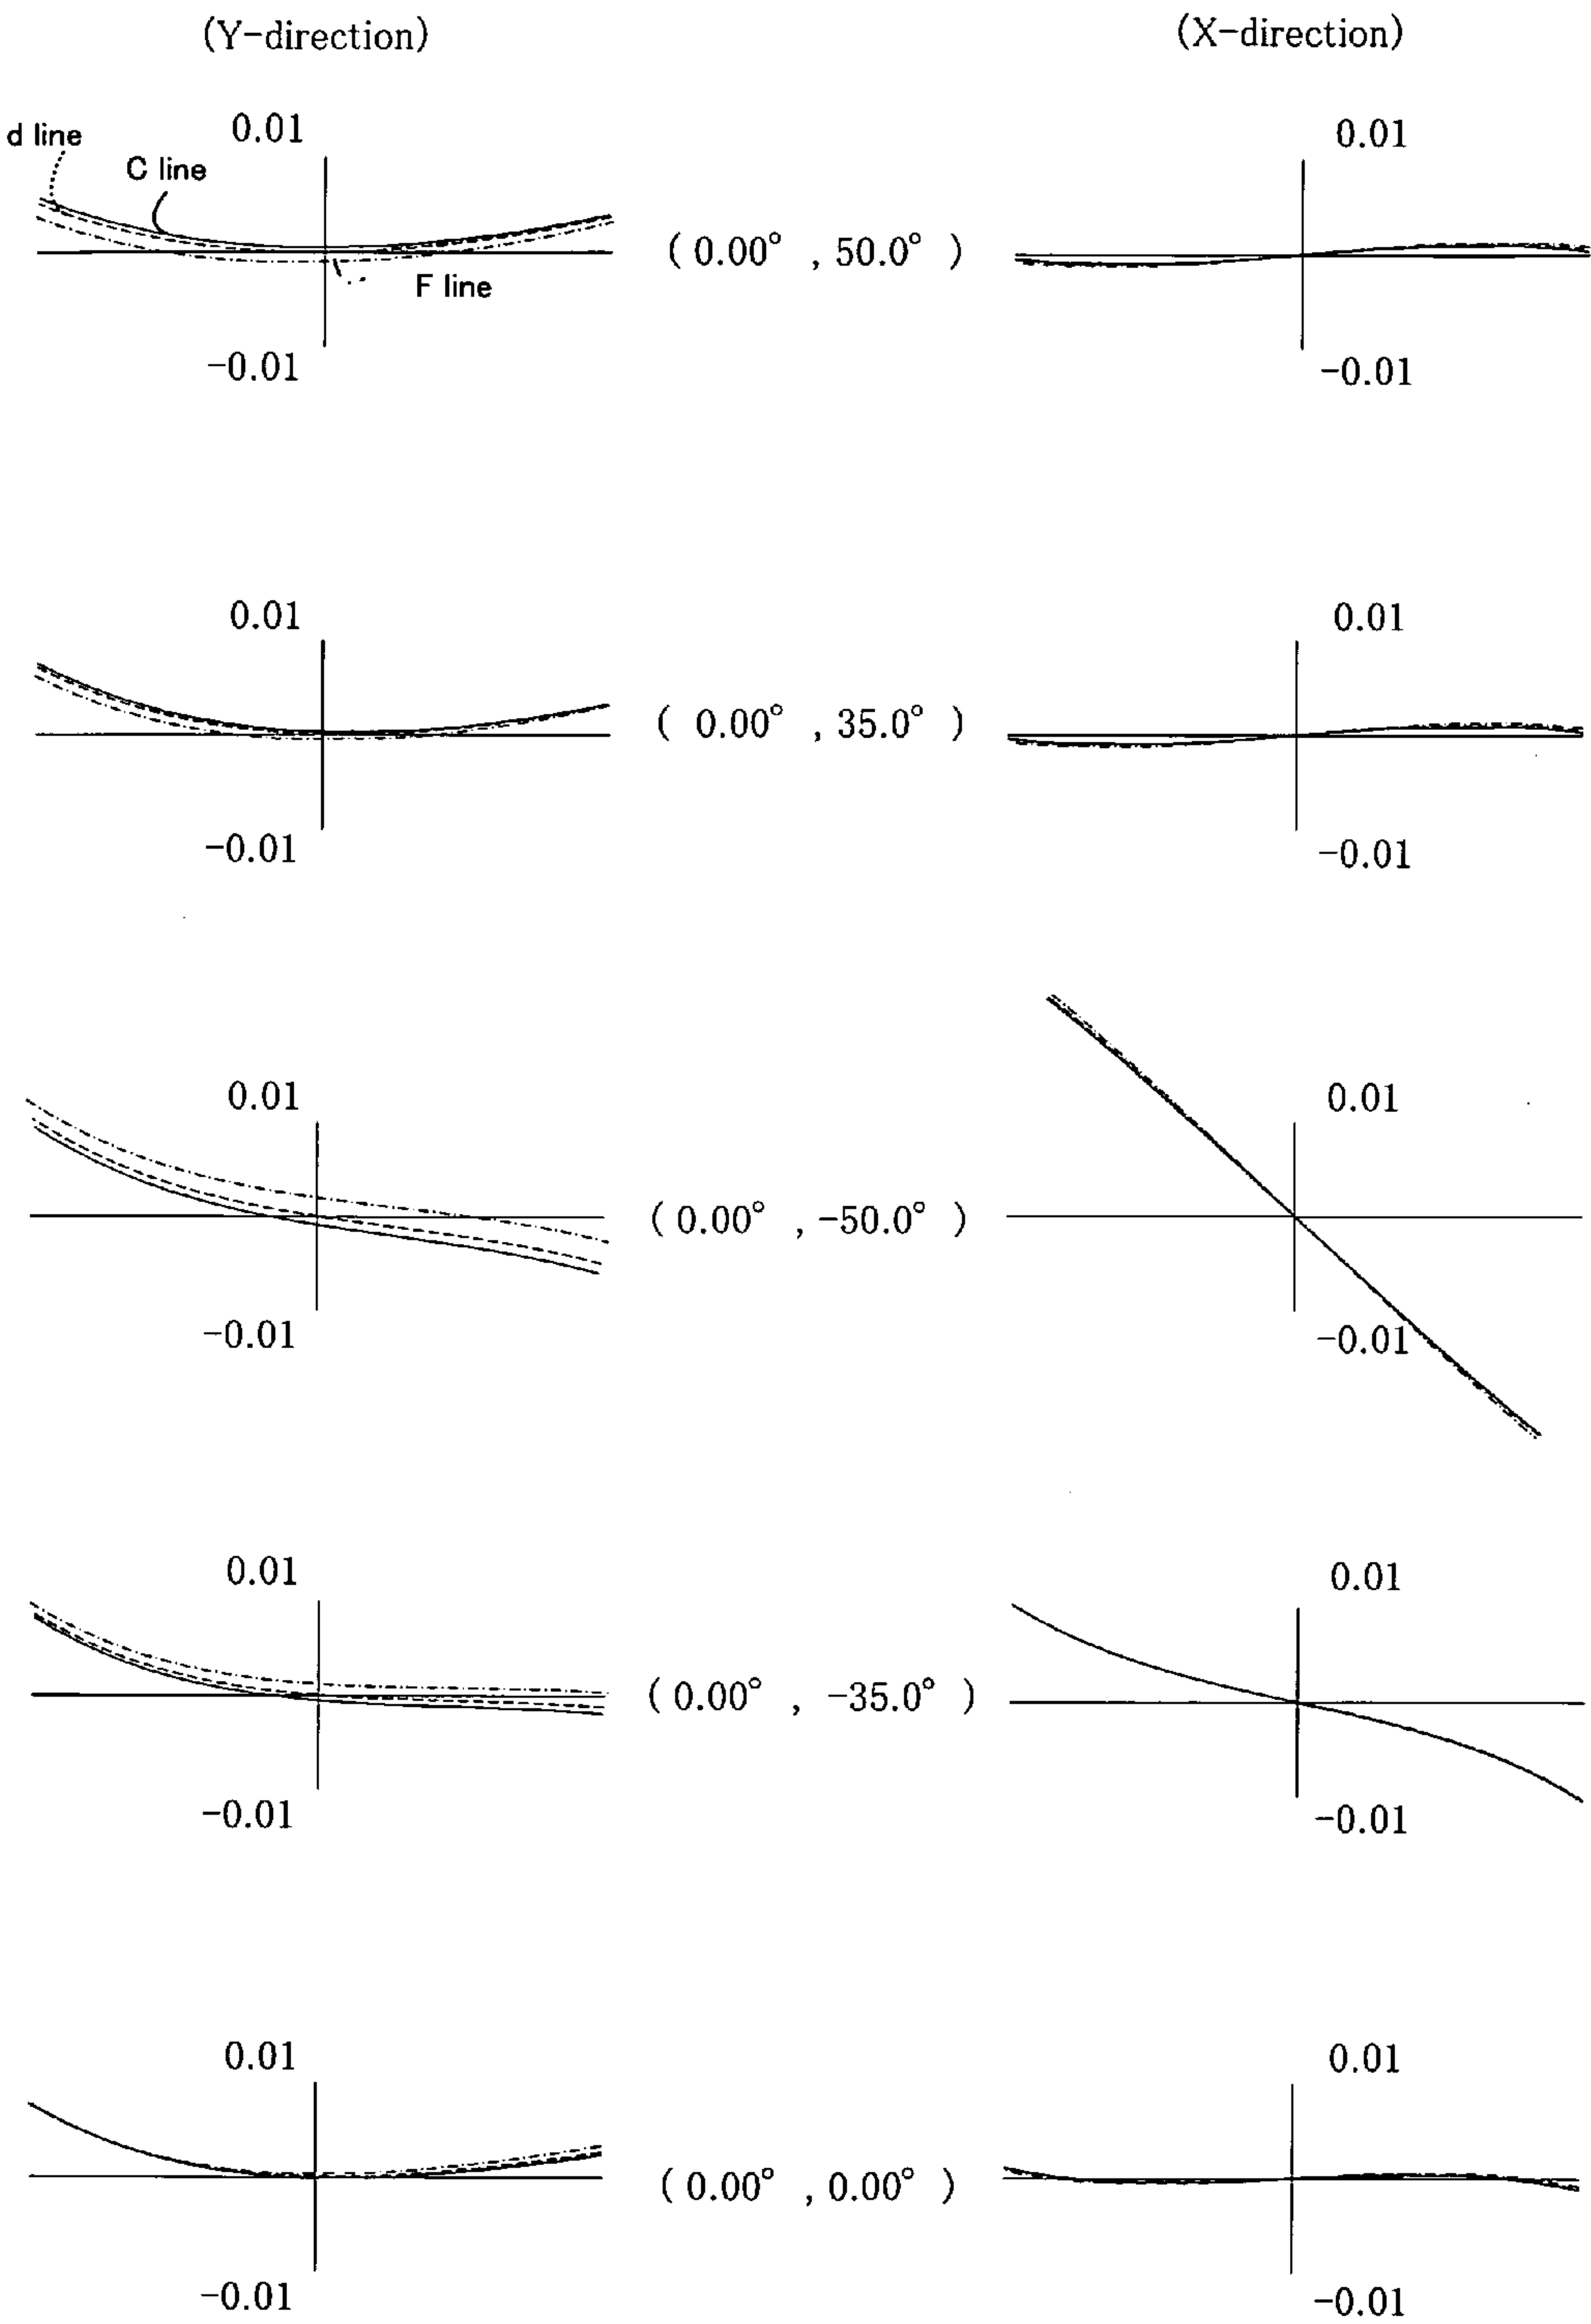 (Y-direction) (X-direction)
0.01 0.01
d line
C line
(0.00° , 50.0° )
F line
-0.01 -0.01
0.01 0.01
( 0.00° , 35.0° )
-0.01 -0.01
0.01 0.01
(0.00° , -50.0° )
-0.01 -0.01
0.01 0.01
(0.00° , -35.0° )
-0.01 -0.01
0.01 0.01
(0.00° , 0.00° )
-0.01 -0.01